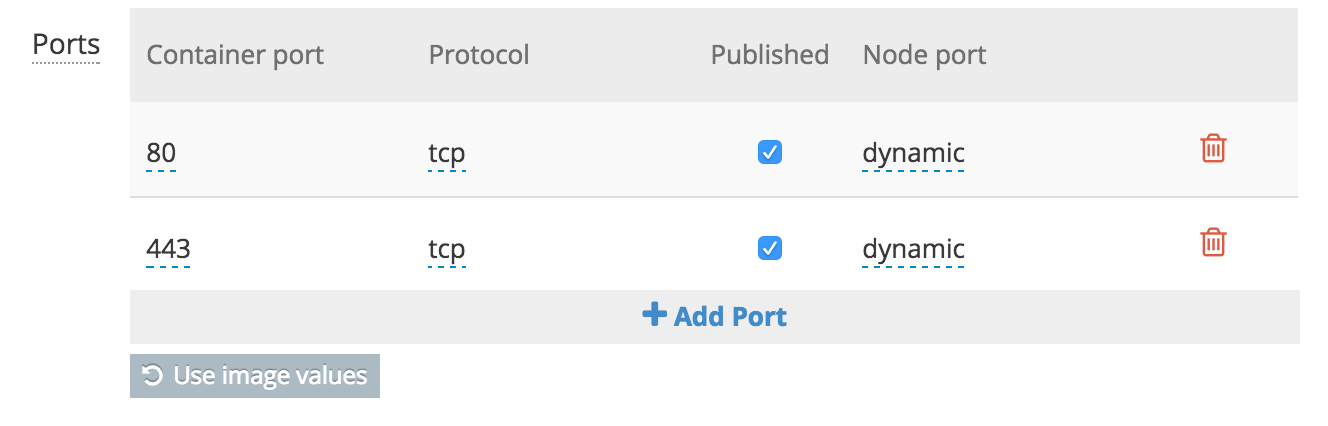 Ports
Container port Protocol Published Node port
80 tcp dynamic
443 tcp dynamic
Add Port
Use image values